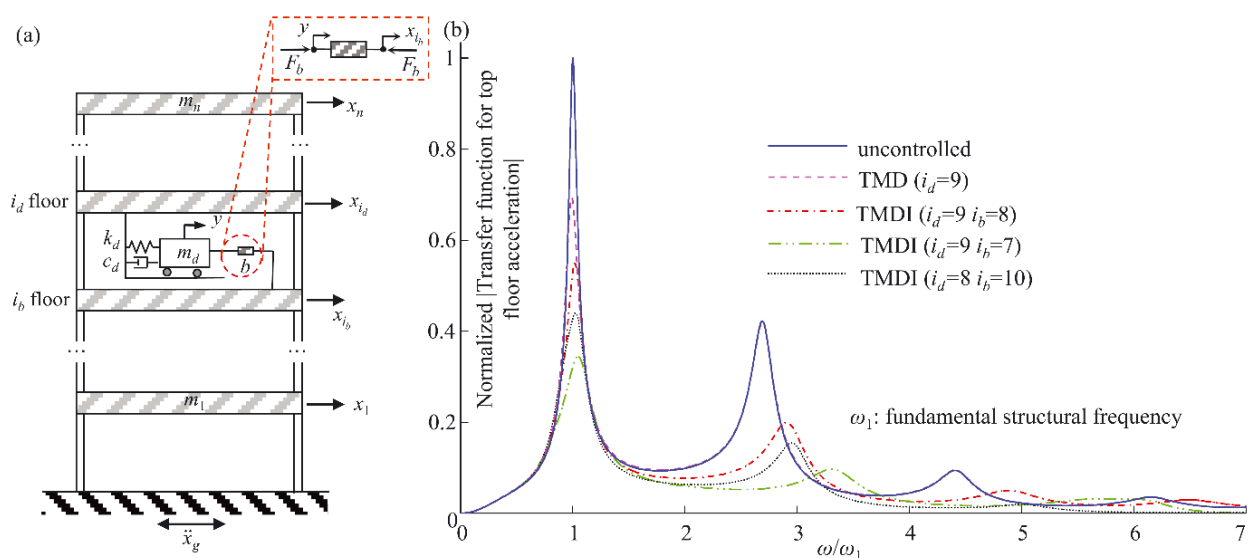 (a)
y
x_{i_b}
F_b
F_b
m_n
x_n
...
...
i_d floor
x_{i_d}
y
k_d
c_d
m_d
b
i_b floor
x_{i_b}
...
...
m_1
x_1
ẍ_g
(b)
Normalized |Transfer function for top
floor acceleration|
1
0.8
0.6
0.4
0.2
0
0
1
2
3
4
5
6
7
ω/ω_1
uncontrolled
TMD (i_d=9)
TMDI (i_d=9 i_b=8)
TMDI (i_d=9 i_b=7)
TMDI (i_d=8 i_b=10)
ω_1: fundamental structural frequency